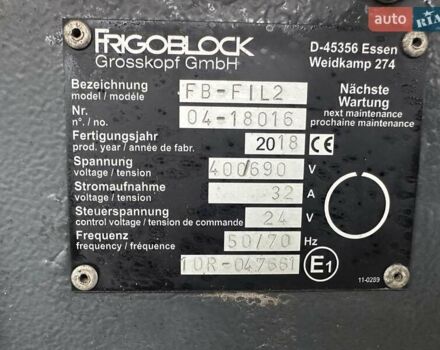 auto RIA.com
FRIGOBLOCK
Grosskopf GmbH
D-45356 Essen
Weidkamp 274
Bezeichnung
model / modéle
FB-FIL2
Nr.
n°. / no.
04-18016
Fertigungsjahr
prod. year / année de fabr.
2018 CE
Spannung
voltage / tension
400/690 V
Stromaufnahme
voltage / tension
32 A
Steuerspannung
control voltage / tension de commande
24 V
Frequenz
frequency / fréquence
50/70 Hz
10R-047661
E1
Nächste
Wartung
next maintenance
prochaine maintenance
11-0289